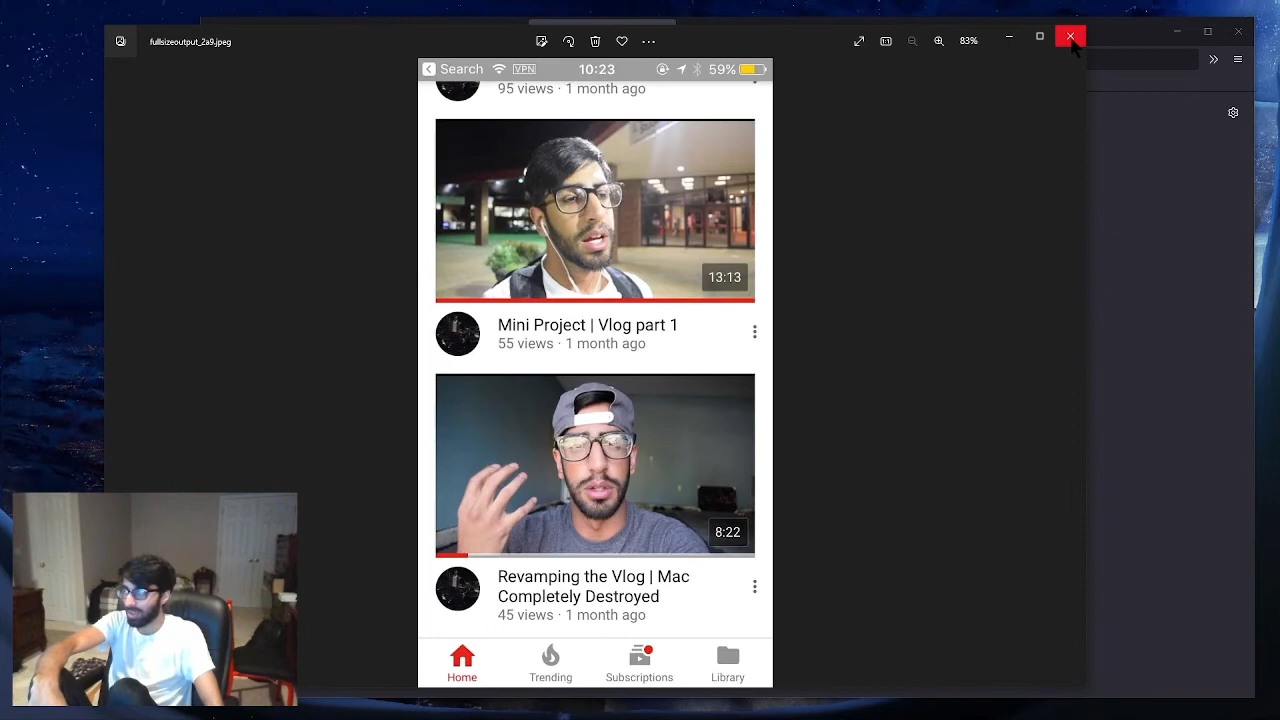 fullsizeoutput_2a9.jpeg
83%
Search VPN 10:23 59%
95 views · 1 month ago
13:13
Mini Project | Vlog part 1
55 views · 1 month ago
8:22
Revamping the Vlog | Mac
Completely Destroyed
45 views · 1 month ago
Home Trending Subscriptions Library